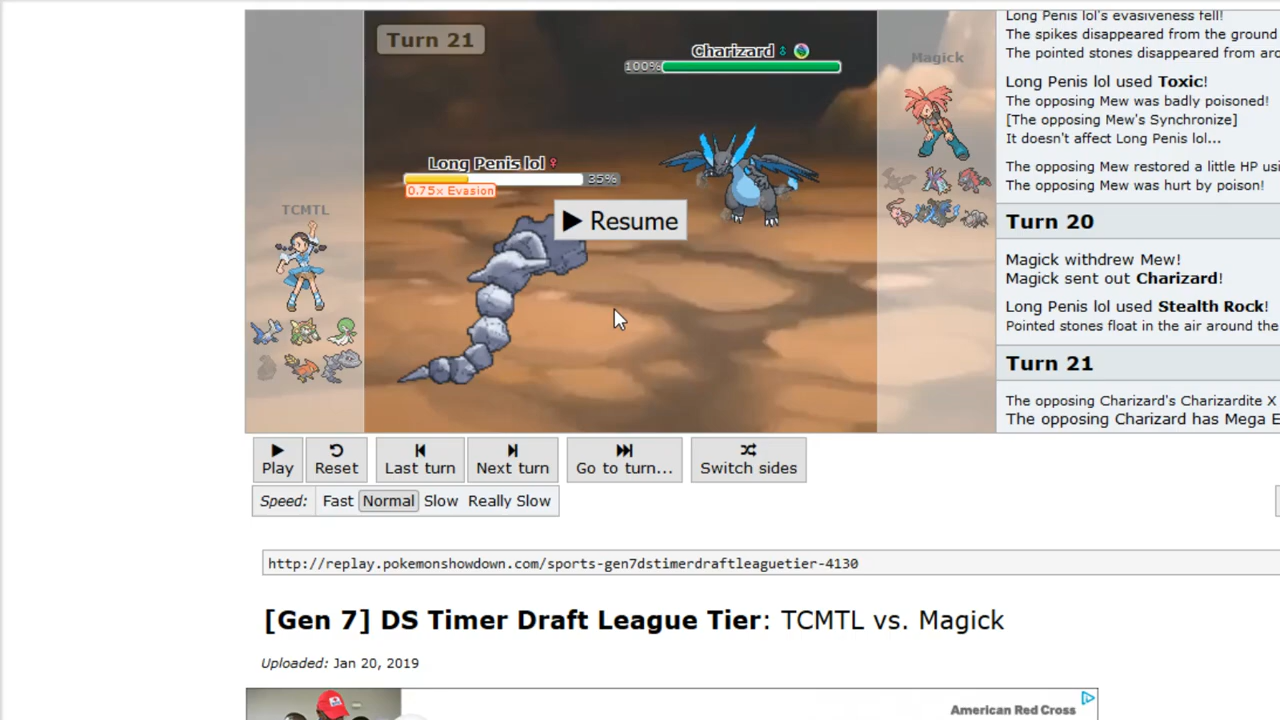 Turn 21
Charizard
100%
Long Penis lol
35%
0.75x Evasion
Resume
TCMTL
Magick
Long Penis lol's evasiveness fell!
The spikes disappeared from the ground
The pointed stones disappeared from aro
Long Penis lol used Toxic!
The opposing Mew was badly poisoned!
[The opposing Mew's Synchronize]
It doesn't affect Long Penis lol...
The opposing Mew restored a little HP usi
The opposing Mew was hurt by poison!
Turn 20
Magick withdrew Mew!
Magick sent out Charizard!
Long Penis lol used Stealth Rock!
Pointed stones float in the air around the
Turn 21
The opposing Charizard's Charizardite X
The opposing Charizard has Mega E
Play
Reset
Last turn
Next turn
Go to turn...
Switch sides
Speed: Fast Normal Slow Really Slow
http://replay.pokemonshowdown.com/sports-gen7dstimerdraftleaguetier-4130
[Gen 7] DS Timer Draft League Tier: TCMTL vs. Magick
Uploaded: Jan 20, 2019
American Red Cross